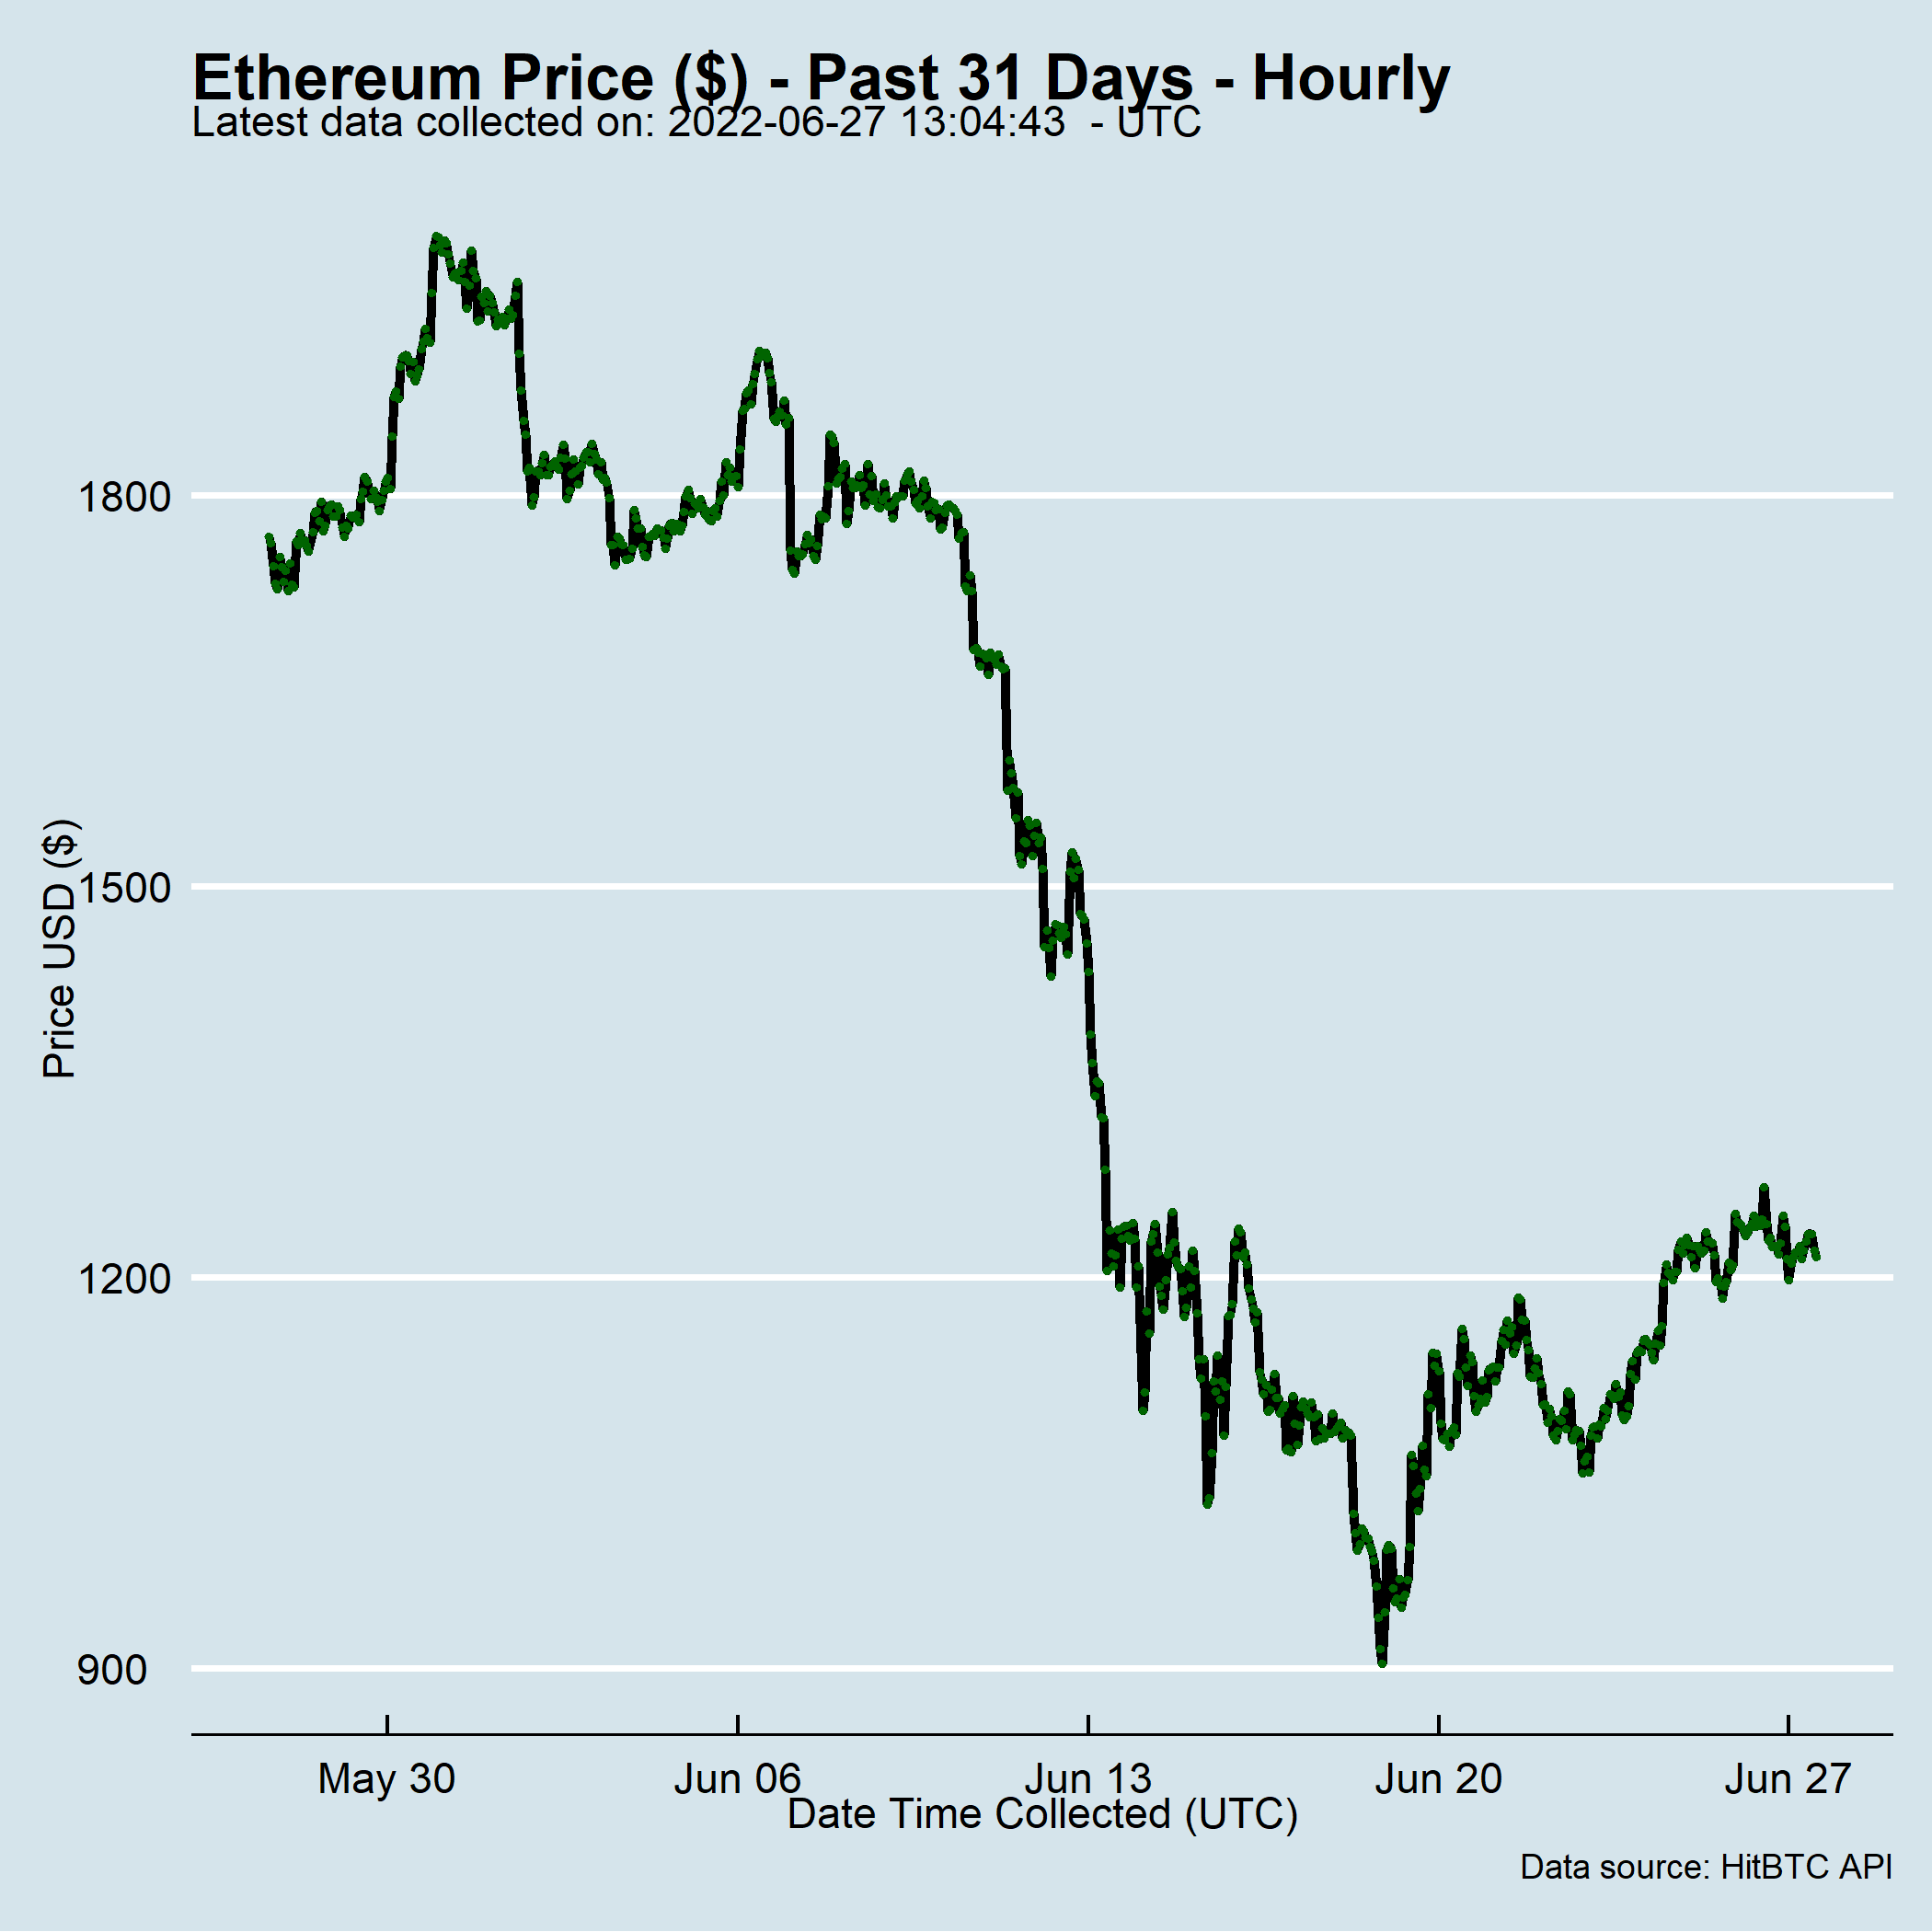 Ethereum Price ($) - Past 31 Days - Hourly
Latest data collected on: 2022-06-27 13:04:43  - UTC
Price USD ($)
1800
1500
1200
900
May 30
Jun 06
Jun 13
Jun 20
Jun 27
Date Time Collected (UTC)
Data source: HitBTC API